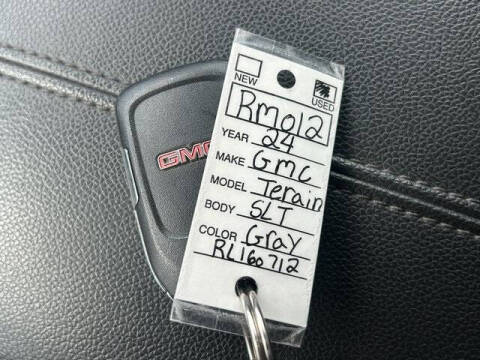 NEW USED
RM012
YEAR 24
MAKE Gmc
MODEL Terain
BODY SLT
COLOR Gray
RL160712
GMC